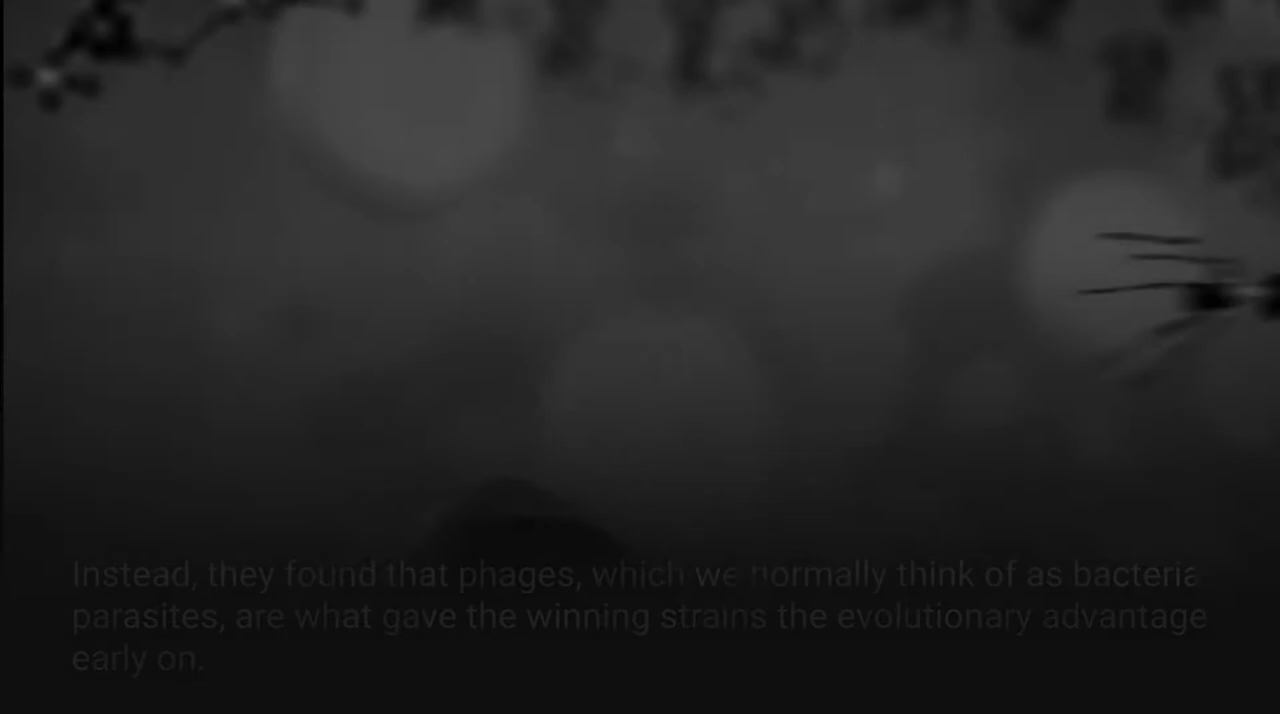 Instead, they found that phages, which we normally think of as bacteria
parasites, are what gave the winning strains the evolutionary advantage
early on.